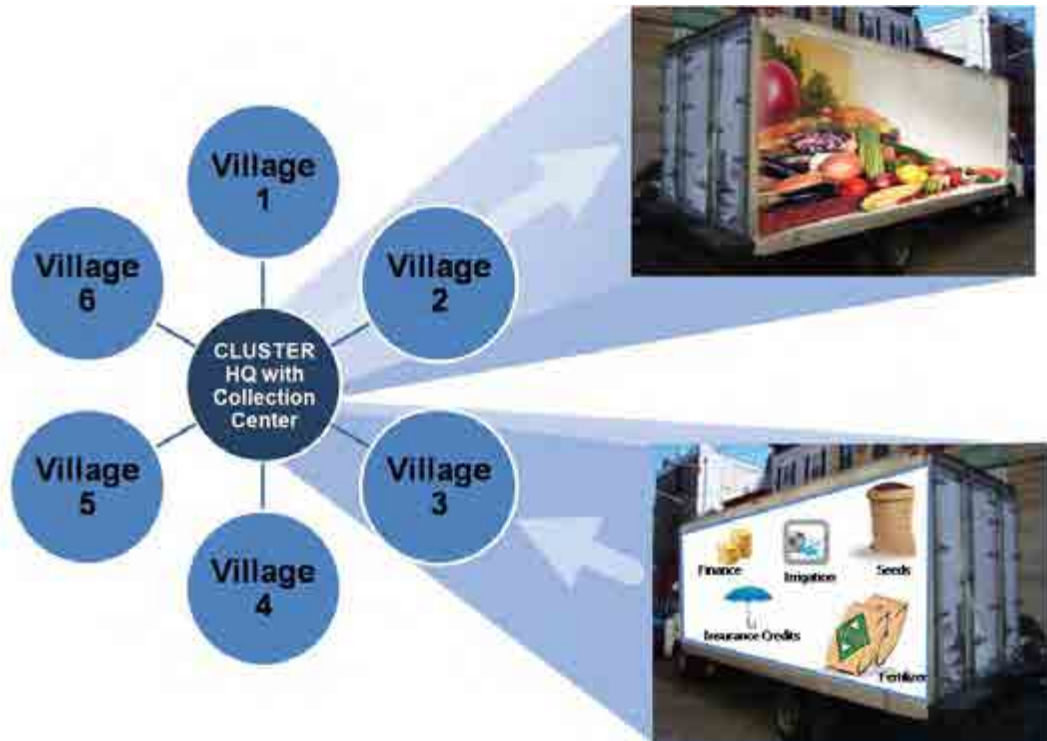 Village
1
Village
2
Village
3
Village
4
Village
5
Village
6
CLUSTER
HQ with
Collection
Center
Finance
Irrigation
Seeds
Insurance Credits
Fertilizer